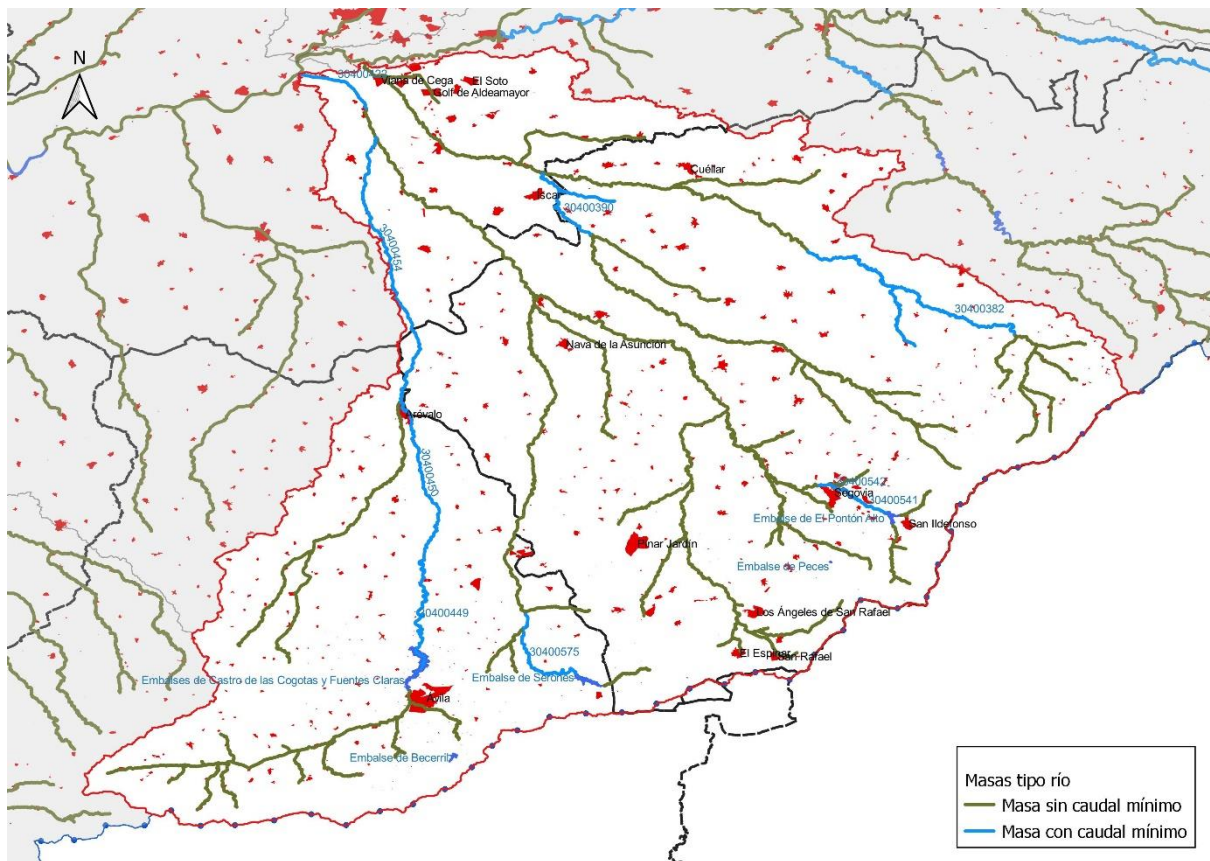 N
30400422
Viana de Cega
El Soto
Golf de Aldeamayor
Cuéllar
Íscar
30400390
30400454
30400382
Nava de la Asunción
Arévalo
30400450
30400542
Segovia
30400541
Embalse de El Pontón Alto
San Ildefonso
Pinar Jardín
Embalse de Peces
30400449
Los Ángeles de San Rafael
30400575
El Espinar
San Rafael
Embalses de Castro de las Cogotas y Fuentes Claras
Embalse de Serones
Ávila
Embalse de Becerril
Masas tipo río
Masa sin caudal mínimo
Masa con caudal mínimo